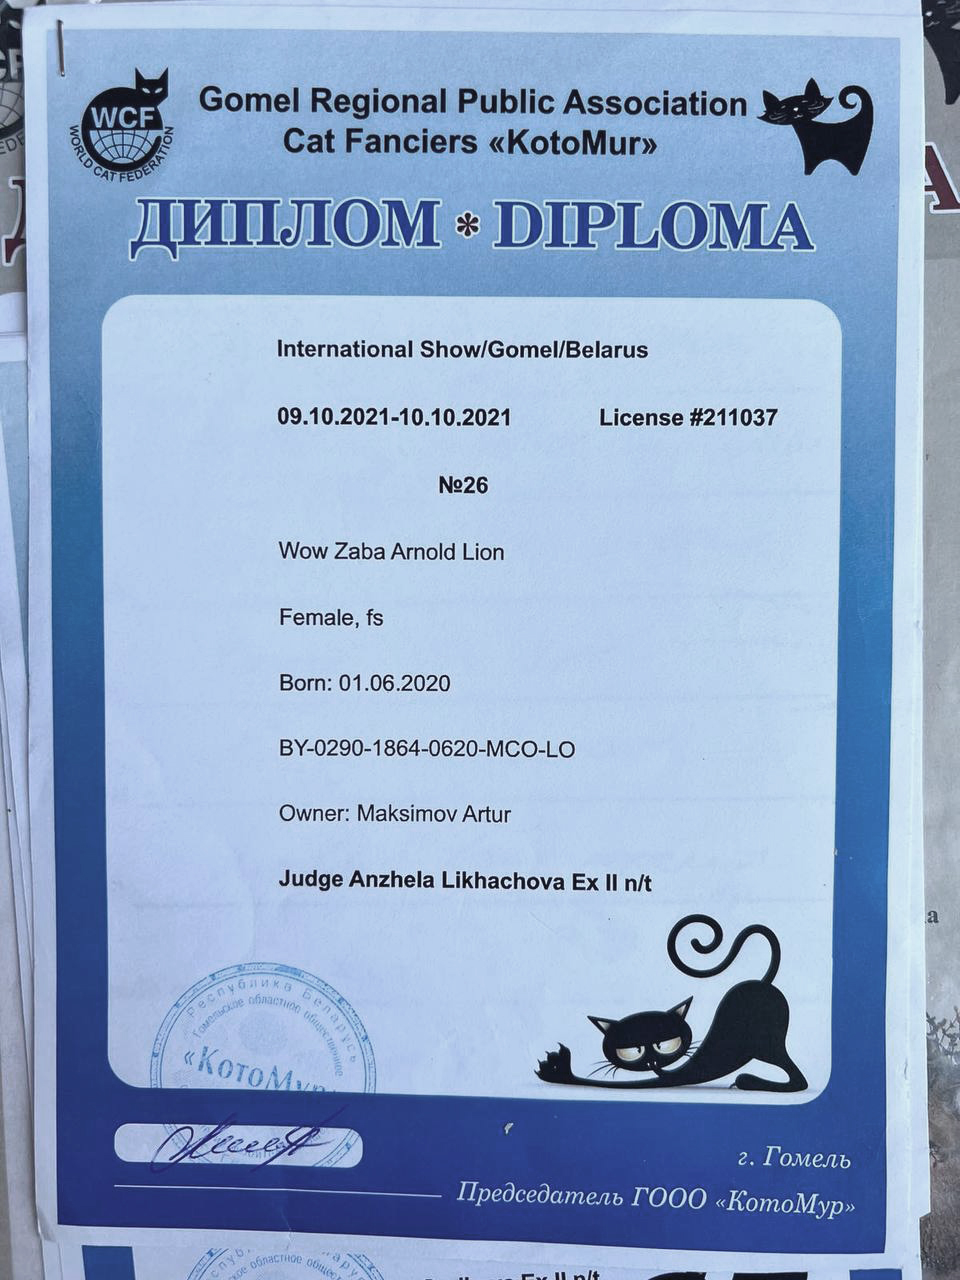 WCF
WORLD CAT FEDERATION
Gomel Regional Public Association
Cat Fanciers «KotoMur»
ДИПЛОМ * DIPLOMA
International Show/Gomel/Belarus
09.10.2021-10.10.2021 License #211037
№26
Wow Zaba Arnold Lion
Female, fs
Born: 01.06.2020
BY-0290-1864-0620-MCO-LO
Owner: Maksimov Artur
Judge Anzhela Likhachova Ex II n/t
Республика Беларусь
Гомельское областное общественное
«КотоМур»
г. Гомель
Председатель ГООО «КотоМур»
Ex II n/t